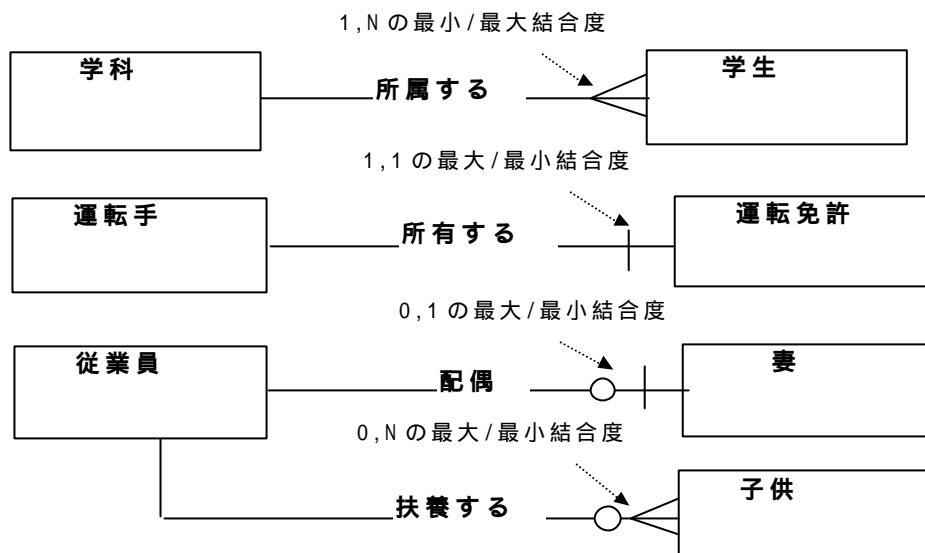 1,Nの最小/最大結合度
学科
所属する
学生
1,1の最大/最小結合度
運転手
所有する
運転免許
0,1の最大/最小結合度
従業員
配偶
妻
0,Nの最大/最小結合度
扶養する
子供